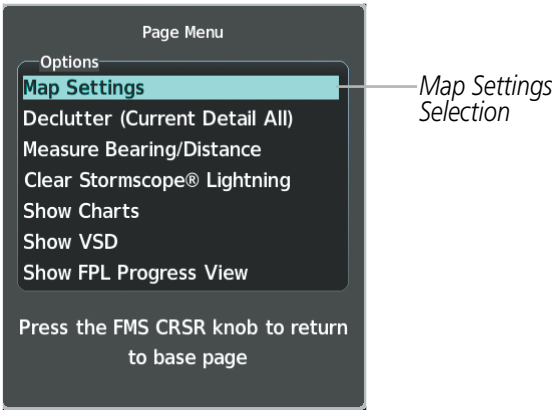 Page Menu
Options
Map Settings
Declutter (Current Detail All)
Measure Bearing/Distance
Clear Stormscope® Lightning
Show Charts
Show VSD
Show FPL Progress View
Press the FMS CRSR knob to return
to base page
Map Settings
Selection